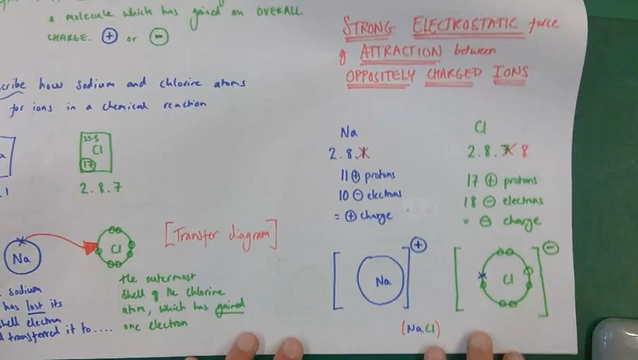 a molecule which has gained an OVERALL
CHARGE. + or −
STRONG ELECTROSTATIC force
of ATTRACTION between
OPPOSITELY CHARGED IONS
how sodium and chlorine atoms
ions in a chemical reaction
35.5
Cl
17
2.8.7
Na
2.8.
11 + protons
10 − electrons
= + charge
Cl
2.8.7 8
17 + protons
18 − electrons
= − charge
Na
Cl
[Transfer diagram]
sodium
has lost its
shell electron
transferred it to ....
the outermost
shell of the chlorine
atom, which has gained
one electron
[Na] +
[Cl] −
(NaCl)